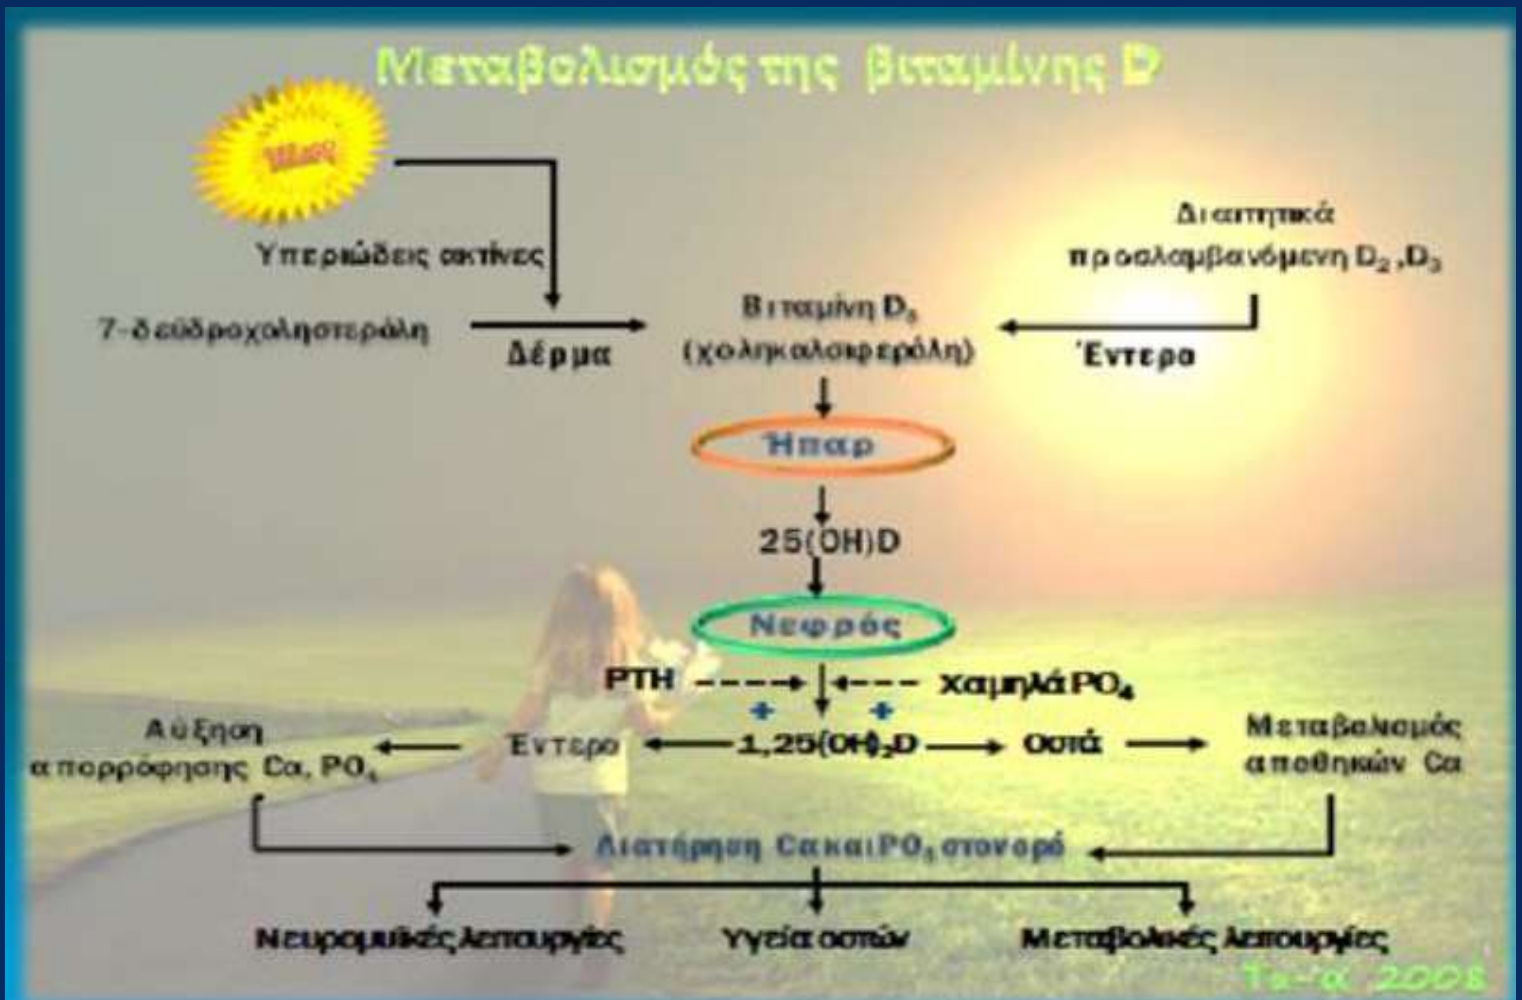 Μεταβολισμός της βιταμίνης D
Ήλιος
Υπεριώδεις ακτίνες
Διαιτητικά
προσλαμβανόμενη D₂,D₃
7-δεϋδροχοληστερόλη
Δέρμα
Βιταμίνη D₃
(χοληκαλσιφερόλη)
Έντερο
Ήπαρ
25(OH)D
Νεφρός
PTH
Χαμηλά PO₄
+
+
Αύξηση
απορρόφησης Ca, PO₄
Έντερο
1,25(OH)₂D
Οστά
Μεταβολισμός
αποθηκών Ca
Διατήρηση Ca και PO₄ στον ορό
Νευρομυϊκές λειτουργίες
Υγεία οστών
Μεταβολικές λειτουργίες
2008